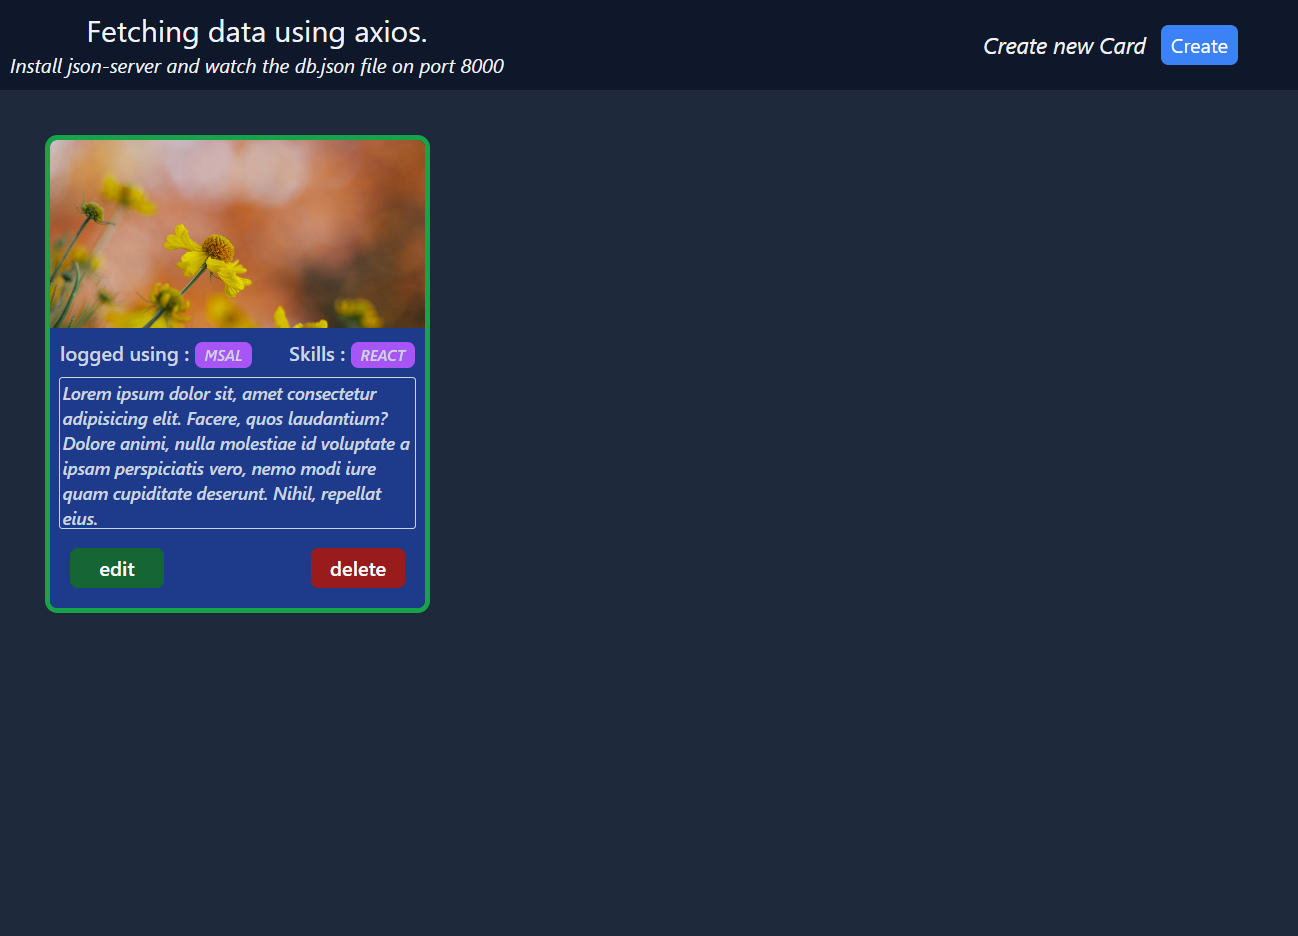 Fetching data using axios.
Install json-server and watch the db.json file on port 8000
Create new Card Create
logged using : MSAL Skills : REACT
Lorem ipsum dolor sit, amet consectetur
adipisicing elit. Facere, quos laudantium?
Dolore animi, nulla molestiae id voluptate a
ipsam perspiciatis vero, nemo modi iure
quam cupiditate deserunt. Nihil, repellat
eius.
edit delete